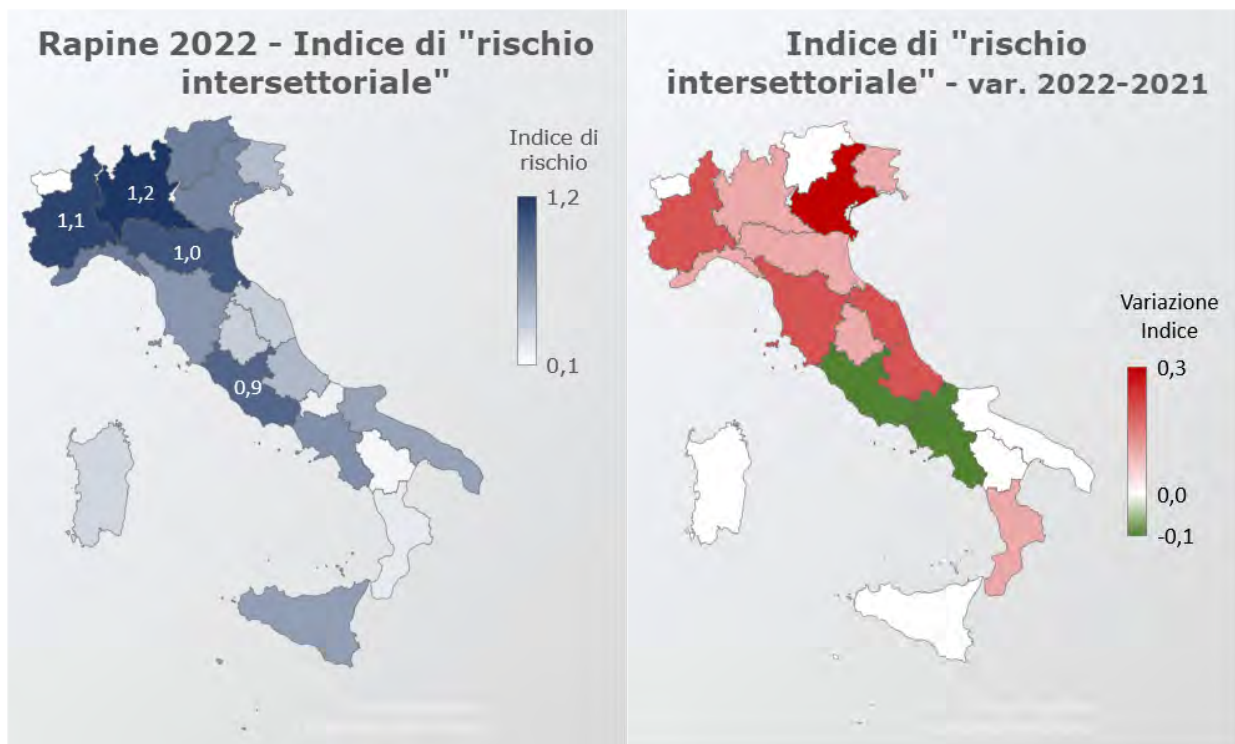 Rapine 2022 - Indice di "rischio
intersettoriale"
Indice di
rischio
1,2
0,1
1,2
1,1
1,0
0,9
Indice di "rischio
intersettoriale" - var. 2022-2021
Variazione
Indice
0,3
0,0
-0,1